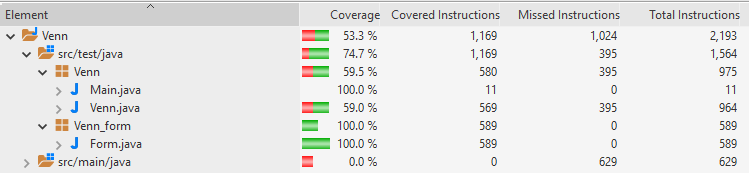 Element Coverage Covered Instructions Missed Instructions Total Instructions
Venn 53.3 % 1,169 1,024 2,193
src/test/java 74.7 % 1,169 395 1,564
Venn 59.5 % 580 395 975
Main.java 100.0 % 11 0 11
Venn.java 59.0 % 569 395 964
Venn_form 100.0 % 589 0 589
Form.java 100.0 % 589 0 589
src/main/java 0.0 % 0 629 629